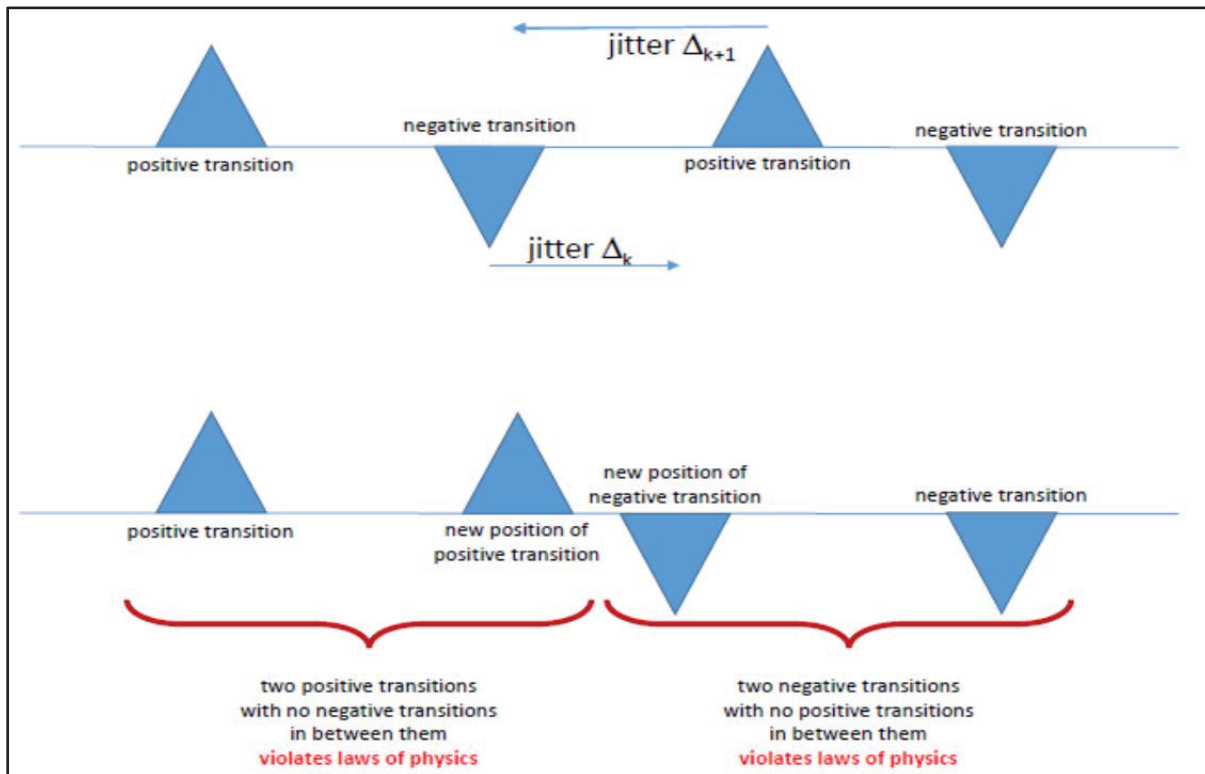 jitter Δk+1
negative transition
negative transition
positive transition
positive transition
jitter Δk
new position of
negative transition
negative transition
positive transition
new position of
positive transition
two positive transitions
with no negative transitions
in between them
violates laws of physics
two negative transitions
with no positive transitions
in between them
violates laws of physics